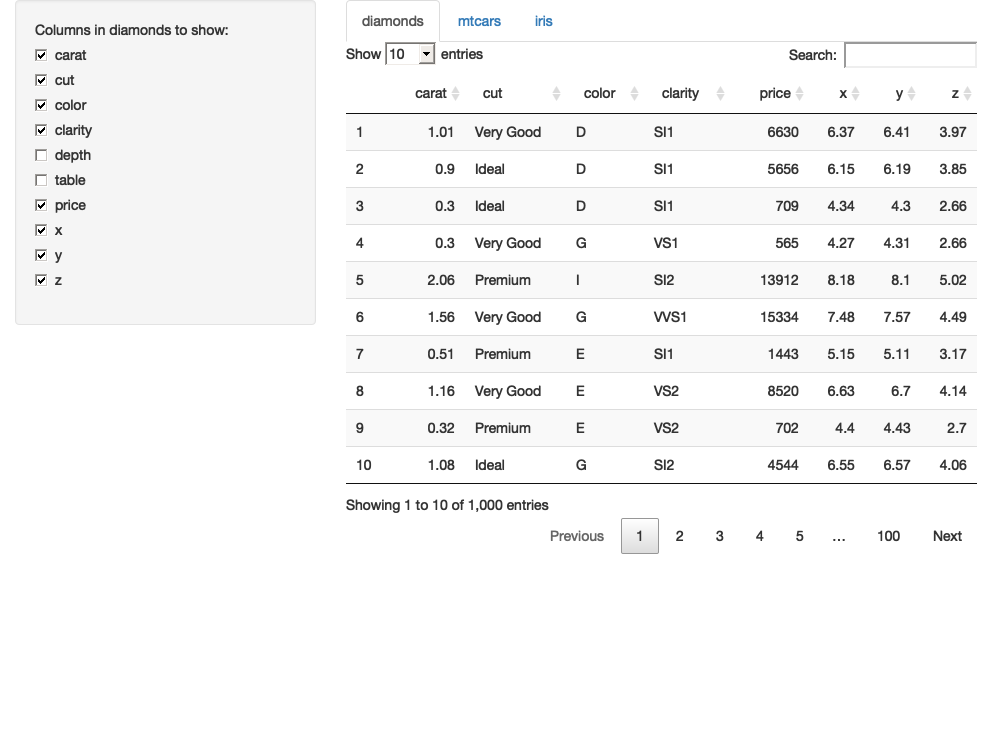 Columns in diamonds to show:
carat
cut
color
clarity
depth
table
price
x
y
z
diamonds mtcars iris
Show 10 entries Search:
carat cut color clarity price x y z
1 1.01 Very Good D SI1 6630 6.37 6.41 3.97
2 0.9 Ideal D SI1 5656 6.15 6.19 3.85
3 0.3 Ideal D SI1 709 4.34 4.3 2.66
4 0.3 Very Good G VS1 565 4.27 4.31 2.66
5 2.06 Premium I SI2 13912 8.18 8.1 5.02
6 1.56 Very Good G VVS1 15334 7.48 7.57 4.49
7 0.51 Premium E SI1 1443 5.15 5.11 3.17
8 1.16 Very Good E VS2 8520 6.63 6.7 4.14
9 0.32 Premium E VS2 702 4.4 4.43 2.7
10 1.08 Ideal G SI2 4544 6.55 6.57 4.06
Showing 1 to 10 of 1,000 entries
Previous 1 2 3 4 5 … 100 Next